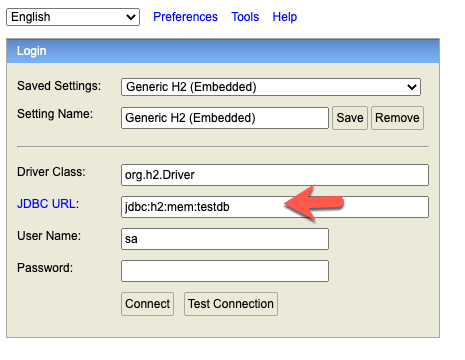 English Preferences Tools Help
Login
Saved Settings: Generic H2 (Embedded)
Setting Name: Generic H2 (Embedded) Save Remove
Driver Class: org.h2.Driver
JDBC URL: jdbc:h2:mem:testdb
User Name: sa
Password:
Connect Test Connection